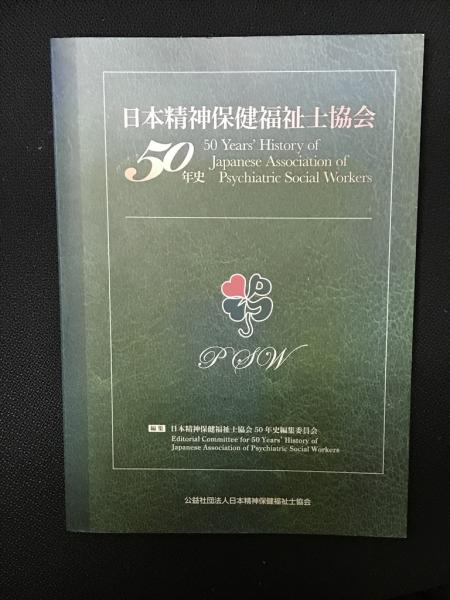 日本精神保健福祉士協会
50年史
50 Years' History of
Japanese Association of
Psychiatric Social Workers
PSW
編集 日本精神保健福祉士協会50年史編集委員会
Editorial Committee for 50 Years' History of
Japanese Association of Psychiatric Social Workers
公益社団法人日本精神保健福祉士協会